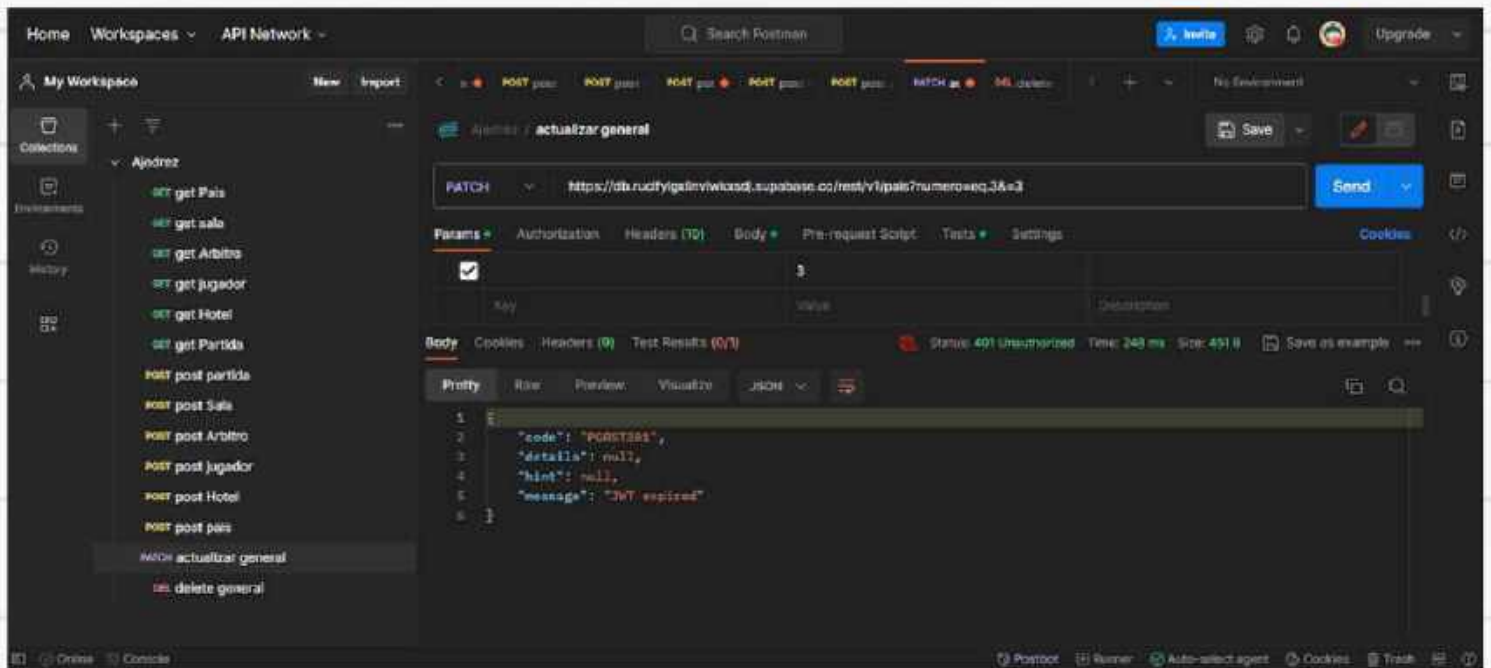 Home Workspaces API Network Search Postman Invite Upgrade
My Workspace New Import POST POST POST POST POST PATCH DEL delete No Environment
Collections
Environments
History
Ajedrez
GET get Pais
GET get sala
GET get Arbitro
GET get jugador
GET get Hotel
GET get Partida
POST post partida
POST post Sala
POST post Arbitro
POST post jugador
POST post Hotel
POST post pais
PATCH actualizar general
DEL delete general
Ajedrez / actualizar general Save
PATCH Send
Params Authorization Headers (10) Body Pre-request Script Tests Settings Cookies
3
Key Value Description
Body Cookies Headers (9) Test Results (0/1) Status: 401 Unauthorized Time: 248 ms Size: 451 B Save as example
Pretty Raw Preview Visualize JSON
1 {
2 "code": "PGRST301",
3 "details": null,
4 "hint": null,
5 "message": "JWT expired"
6 }
Online Console Postbot Runner Auto-select agent Cookies Trash